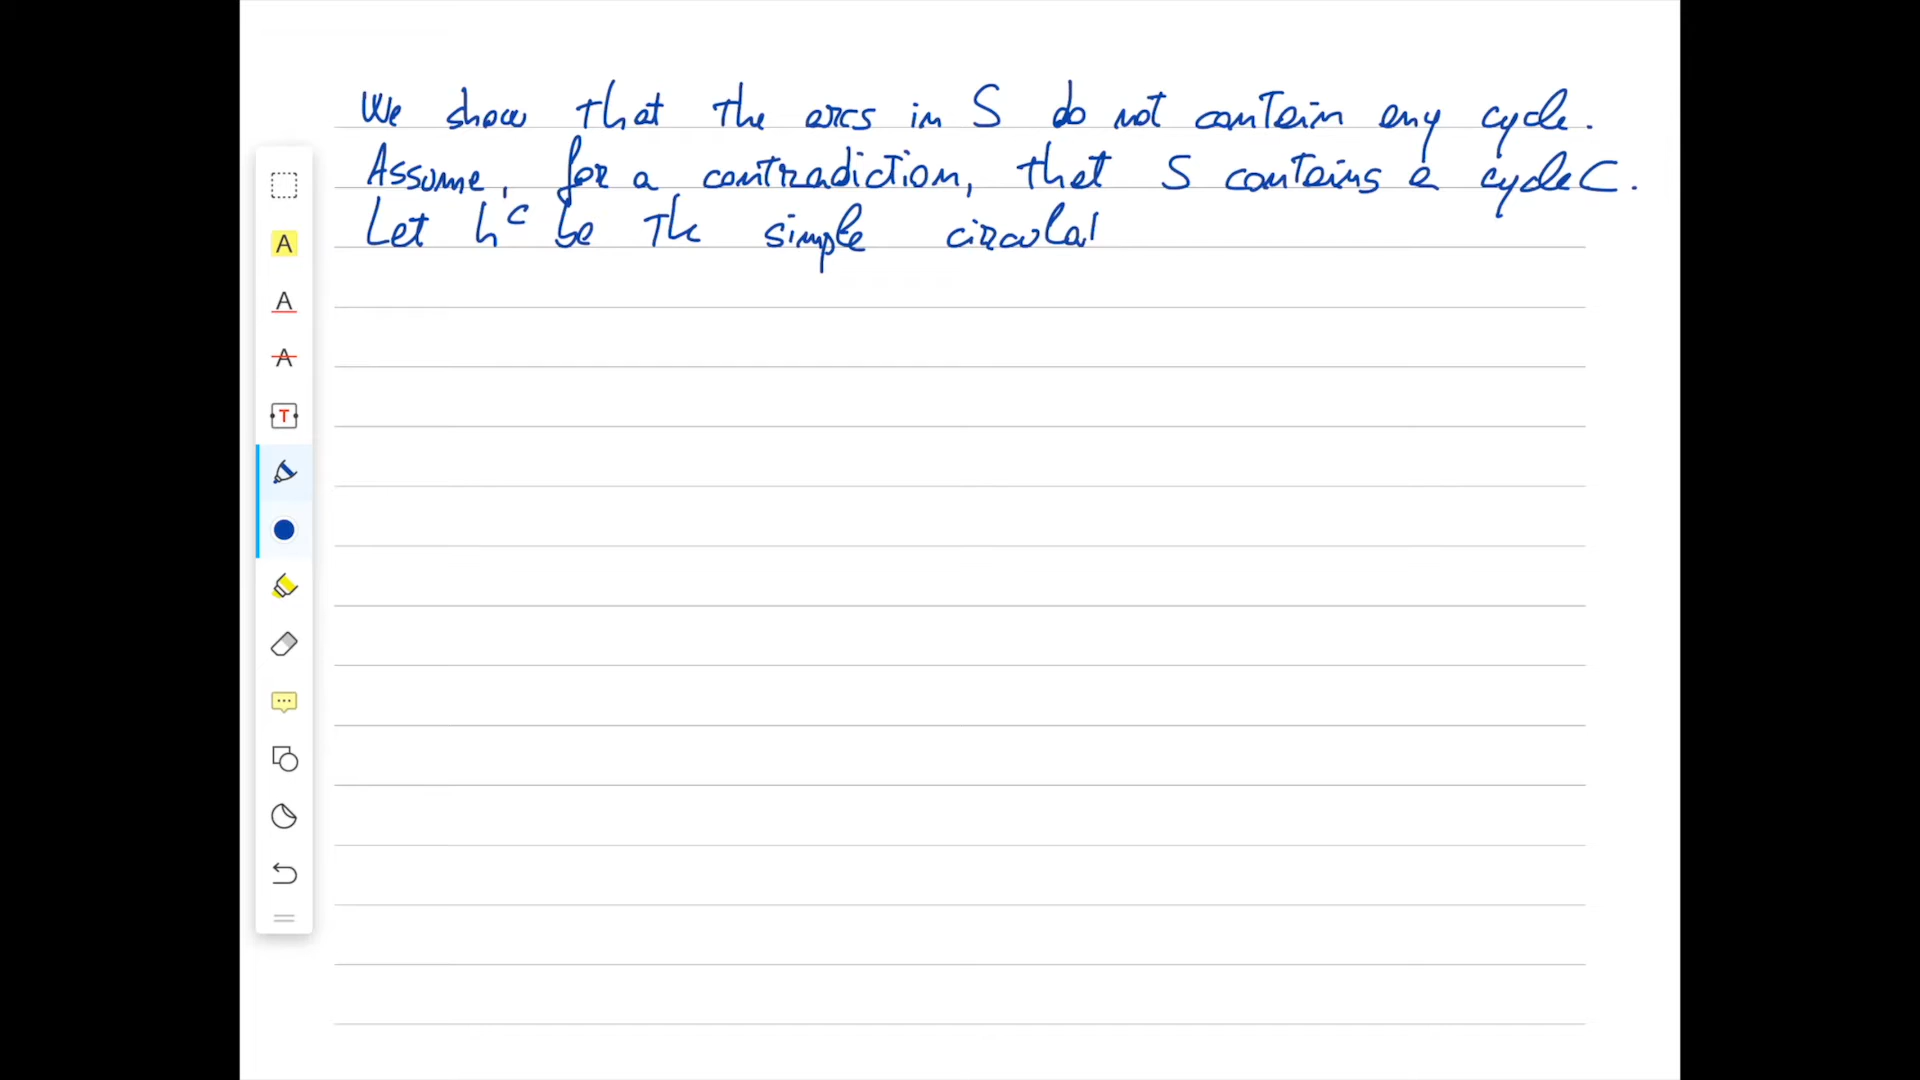 We show that the arcs in S do not contain any cycle.
Assume, for a contradiction, that S contains a cycle C.
Let h^C be the simple circular